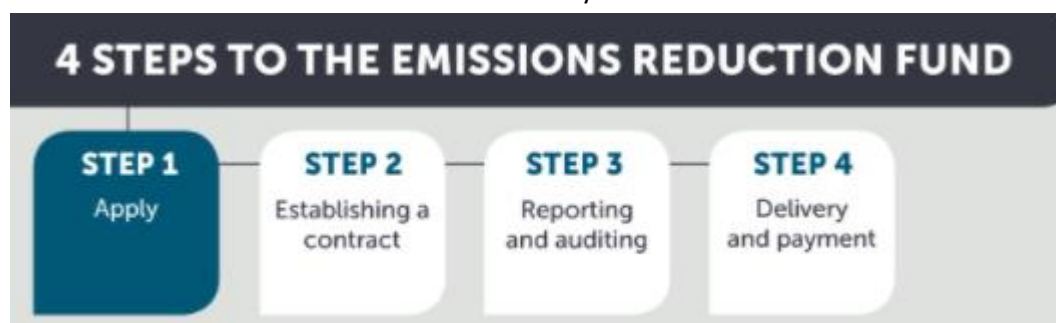 4 STEPS TO THE EMISSIONS REDUCTION FUND
STEP 1
Apply
STEP 2
Establishing a
contract
STEP 3
Reporting
and auditing
STEP 4
Delivery
and payment